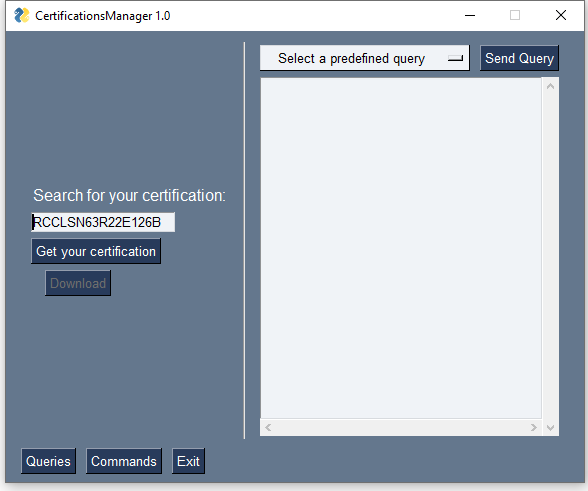 CertificationsManager 1.0
Select a predefined query
Send Query
Search for your certification:
RCCLSN63R22E126B
Get your certification
Download
Queries
Commands
Exit